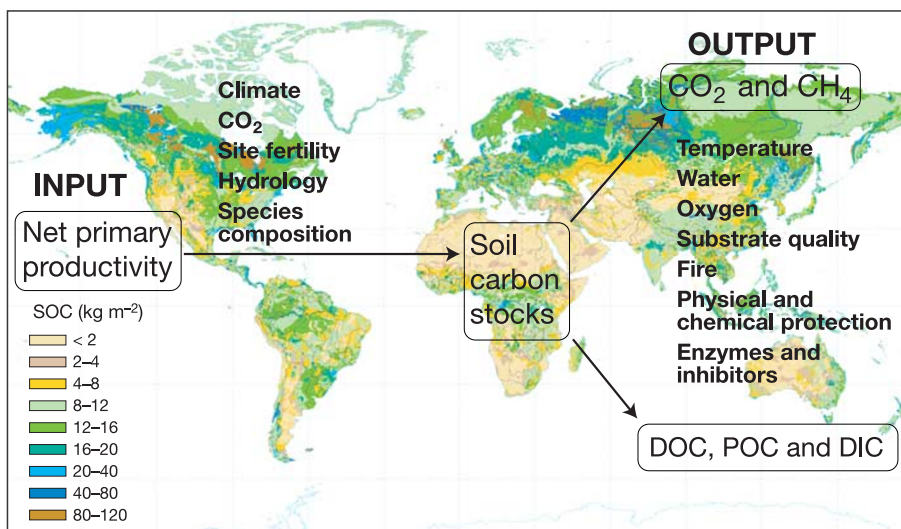 INPUT
Net primary
productivity
Climate
CO₂
Site fertility
Hydrology
Species
composition
Soil
carbon
stocks
OUTPUT
CO₂ and CH₄
Temperature
Water
Oxygen
Substrate quality
Fire
Physical and
chemical protection
Enzymes and
inhibitors
DOC, POC and DIC
SOC (kg m⁻²)
< 2
2–4
4–8
8–12
12–16
16–20
20–40
40–80
80–120